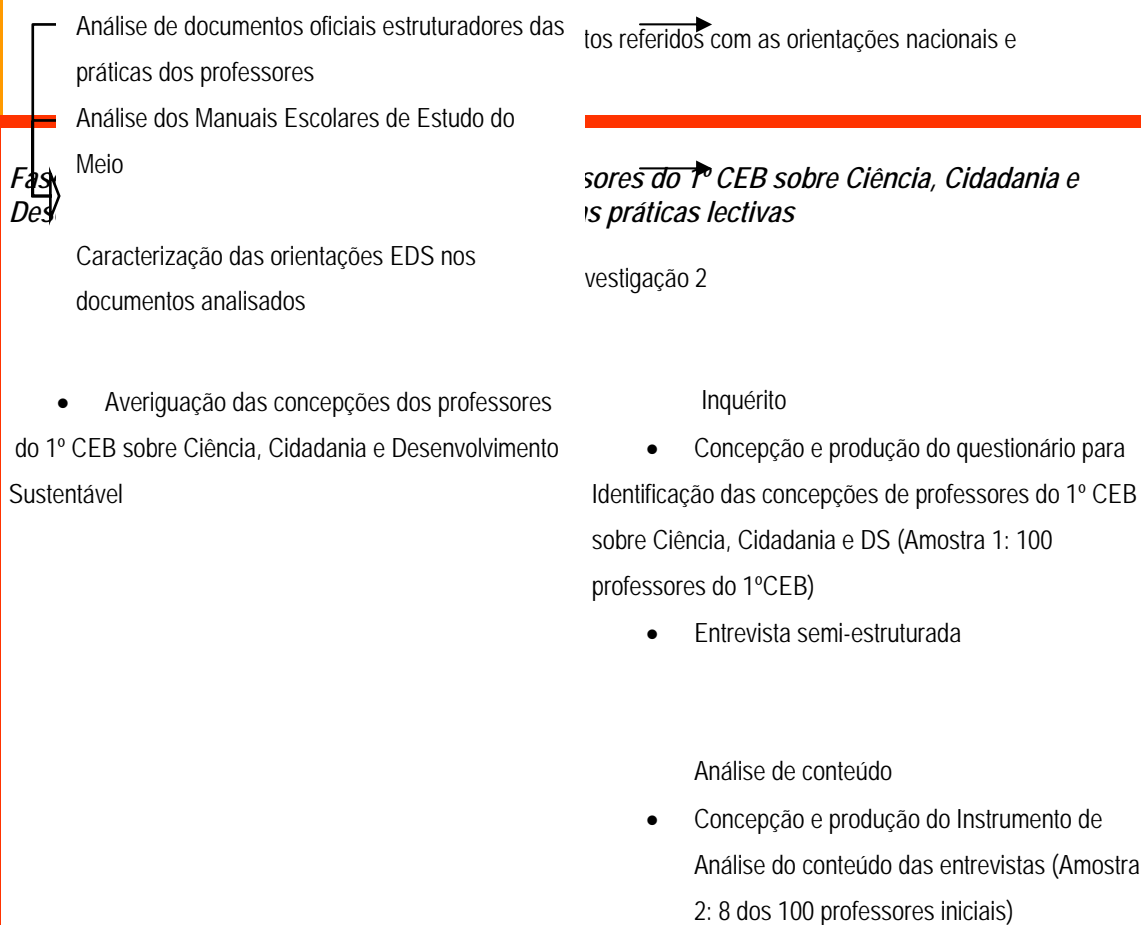 Análise de documentos oficiais estruturadores das
práticas dos professores
Análise dos Manuais Escolares de Estudo do
Meio
tos referidos com as orientações nacionais e
Fas
sores do 1º CEB sobre Ciência, Cidadania e
Des
s práticas lectivas
Caracterização das orientações EDS nos
documentos analisados
vestigação 2
• Averiguação das concepções dos professores
do 1º CEB sobre Ciência, Cidadania e Desenvolvimento
Sustentável
Inquérito
• Concepção e produção do questionário para
Identificação das concepções de professores do 1º CEB
sobre Ciência, Cidadania e DS (Amostra 1: 100
professores do 1ºCEB)
• Entrevista semi-estruturada
Análise de conteúdo
• Concepção e produção do Instrumento de
Análise do conteúdo das entrevistas (Amostra
2: 8 dos 100 professores iniciais)